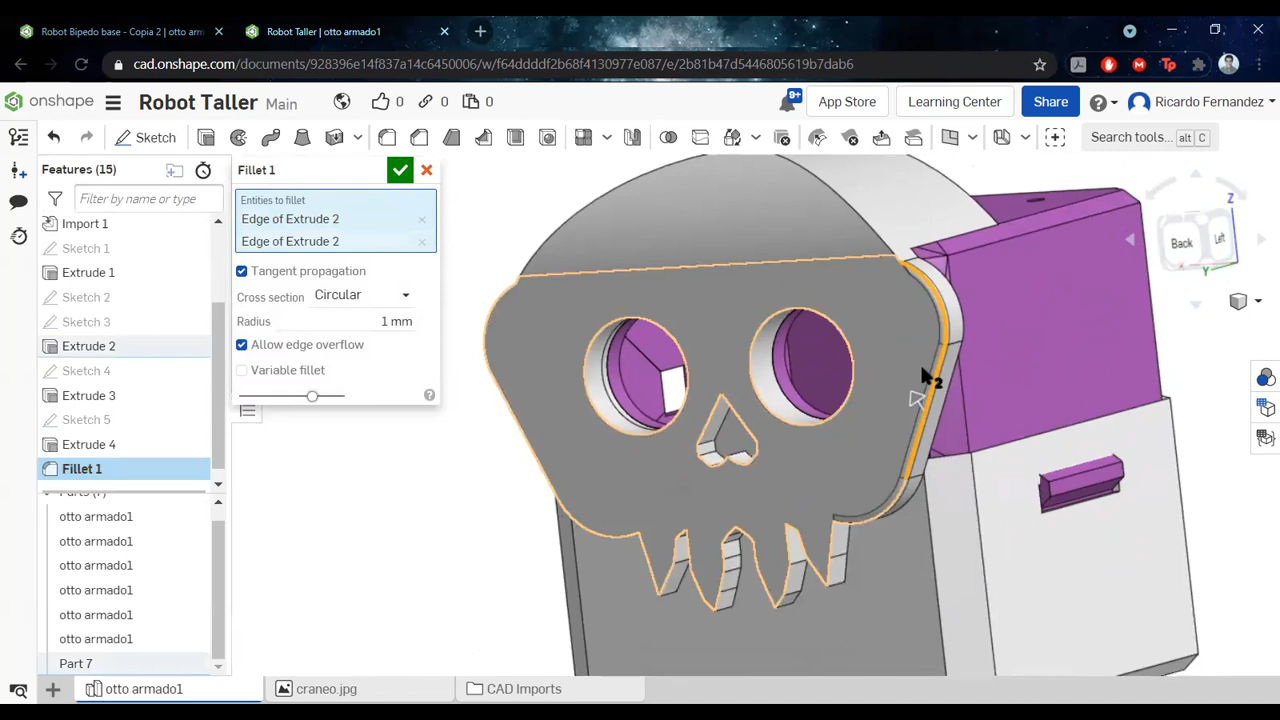 Robot Bipedo base - Copia 2 | otto arm
Robot Taller | otto armado1
cad.onshape.com/documents/928396e14f837a14c6450006/w/f64ddddf2b68f4317930c077e/e/2b81b47d5446805619b7dab6
onshape
Robot Taller Main
0
0
0
9+
App Store
Learning Center
Share
Ricardo Fernandez
Sketch
Search tools...
alt
C
Features (15)
Filter by name or type
Import 1
Sketch 1
Extrude 1
Sketch 2
Sketch 3
Extrude 2
Sketch 4
Extrude 3
Sketch 5
Extrude 4
Fillet 1
Parts (7)
otto armado1
otto armado1
otto armado1
otto armado1
otto armado1
otto armado1
Part 7
Fillet 1
Entities to fillet
Edge of Extrude 2
Edge of Extrude 2
Tangent propagation
Cross section Circular
Radius 1 mm
Allow edge overflow
Variable fillet
2
Z
Back
Left
Y
otto armado1
craneo.jpg
CAD Imports